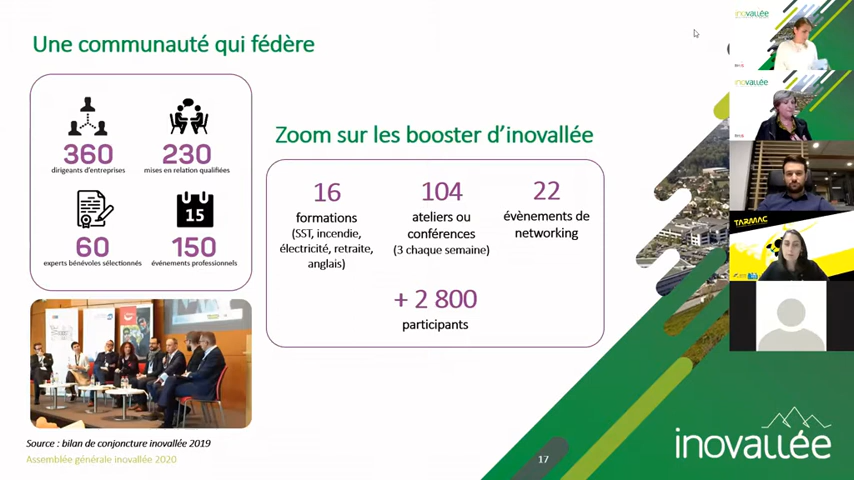 Une communauté qui fédère
360
dirigeants d'entreprises
230
mises en relation qualifiées
60
experts bénévoles sélectionnés
15
150
événements professionnels
Zoom sur les booster d'inovallée
16
formations
(SST, incendie,
électricité, retraite,
anglais)
104
ateliers ou
conférences
(3 chaque semaine)
22
évènements de
networking
+ 2 800
participants
Source : bilan de conjoncture inovallée 2019
Assemblée générale inovallée 2020
17
inovallée
inovallée
inovallée
TARMAC